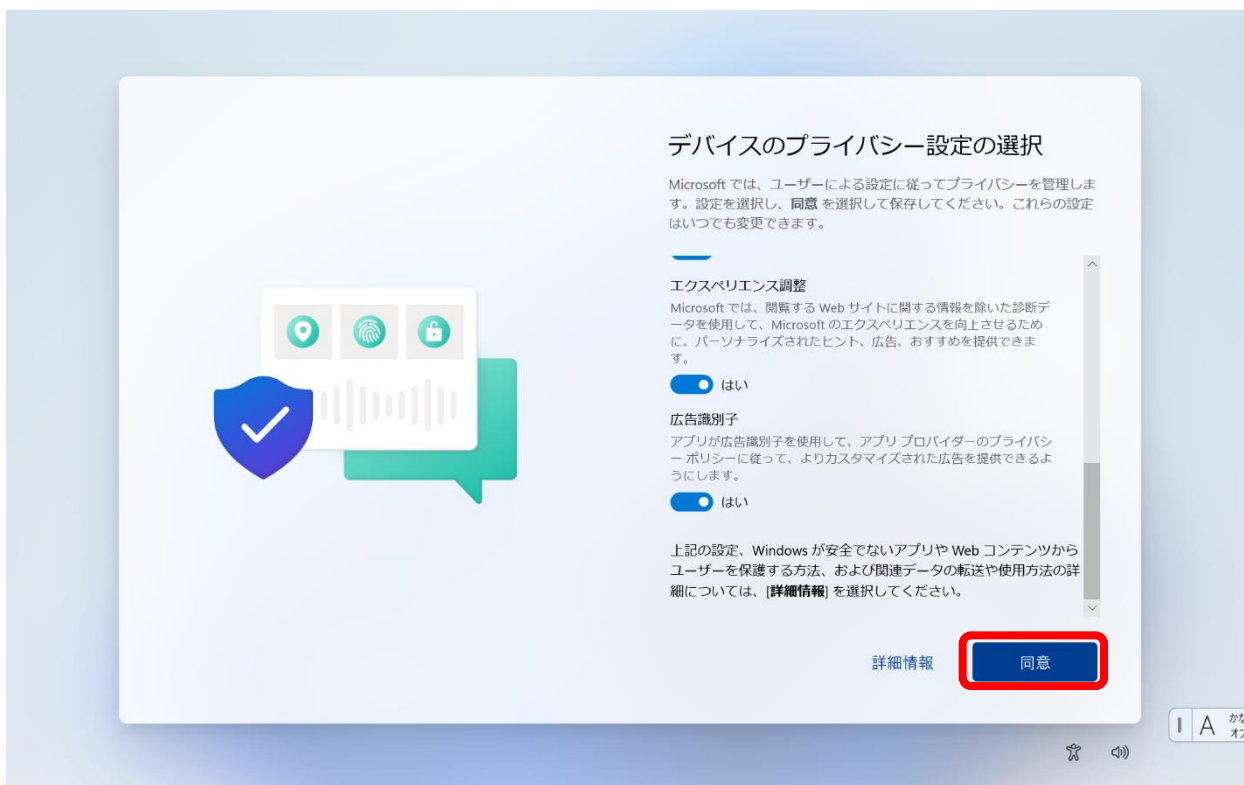 デバイスのプライバシー設定の選択
Microsoft では、ユーザーによる設定に従ってプライバシーを管理しま
す。設定を選択し、同意 を選択して保存してください。これらの設定
はいつでも変更できます。
エクスペリエンス調整
Microsoft では、閲覧する Web サイトに関する情報を除いた診断デ
ータを使用して、Microsoft のエクスペリエンスを向上させるため
に、パーソナライズされたヒント、広告、おすすめを提供できま
す。
はい
広告識別子
アプリが広告識別子を使用して、アプリ プロバイダーのプライバシ
ー ポリシーに従って、よりカスタマイズされた広告を提供できるよ
うにします。
はい
上記の設定、Windows が安全でないアプリや Web コンテンツから
ユーザーを保護する方法、および関連データの転送や使用方法の詳
細については、[詳細情報] を選択してください。
詳細情報
同意
A